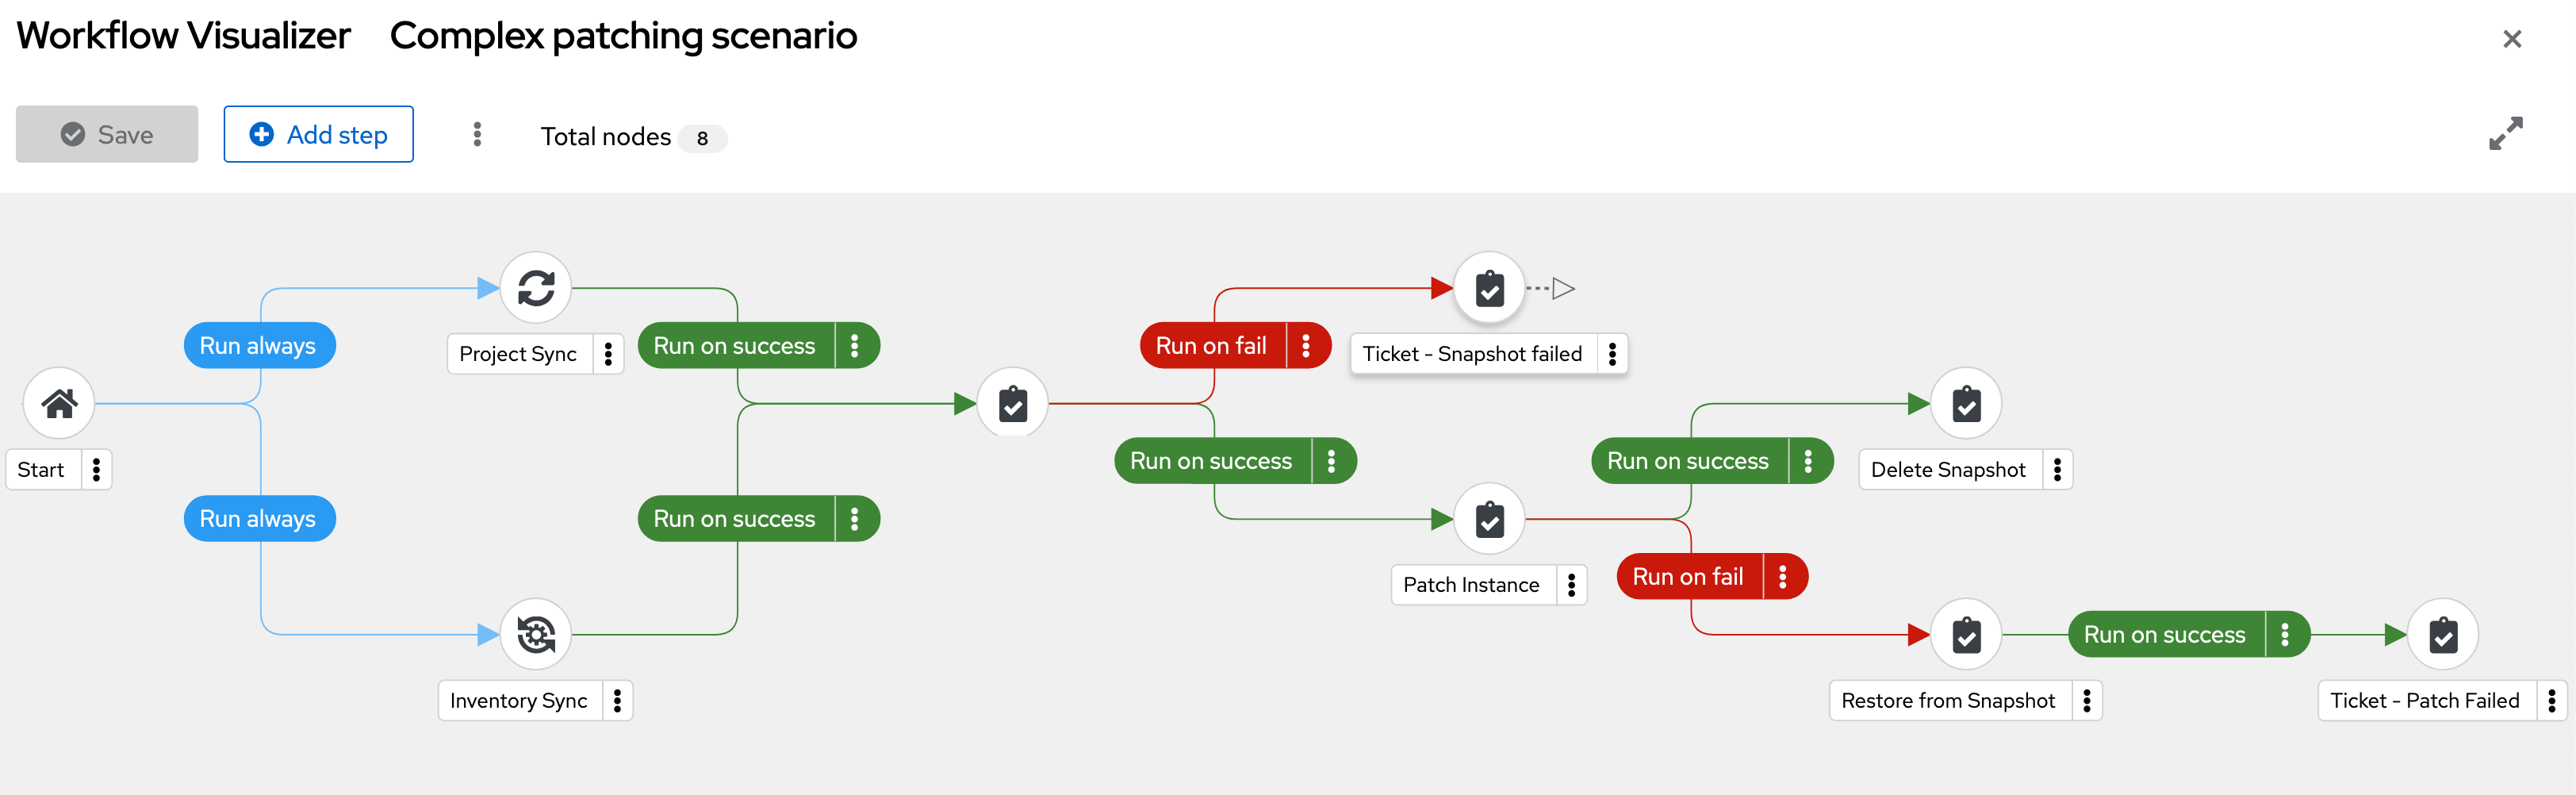 Workflow Visualizer Complex patching scenario
Save Add step Total nodes 8
Run always
Project Sync
Run on success
Run on fail
Ticket - Snapshot failed
Start
Run on success
Run on success
Delete Snapshot
Run always
Run on success
Patch Instance
Run on fail
Inventory Sync
Restore from Snapshot
Run on success
Ticket - Patch Failed